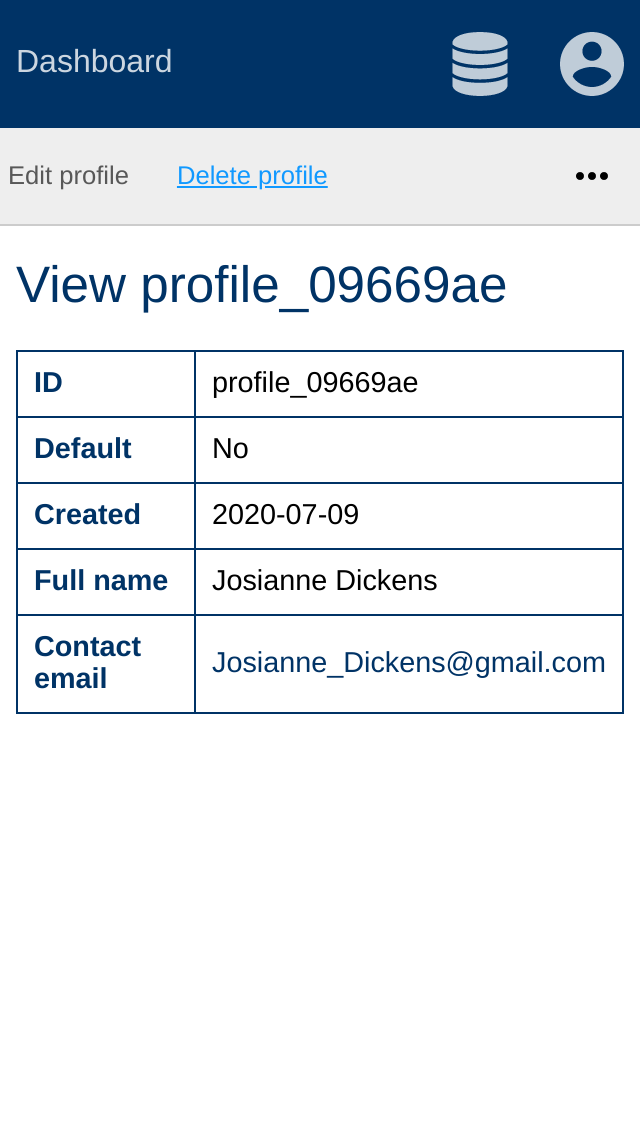 Dashboard
Edit profile Delete profile
View profile_09669ae
ID profile_09669ae
Default No
Created 2020-07-09
Full name Josianne Dickens
Contact
email Josianne_Dickens@gmail.com